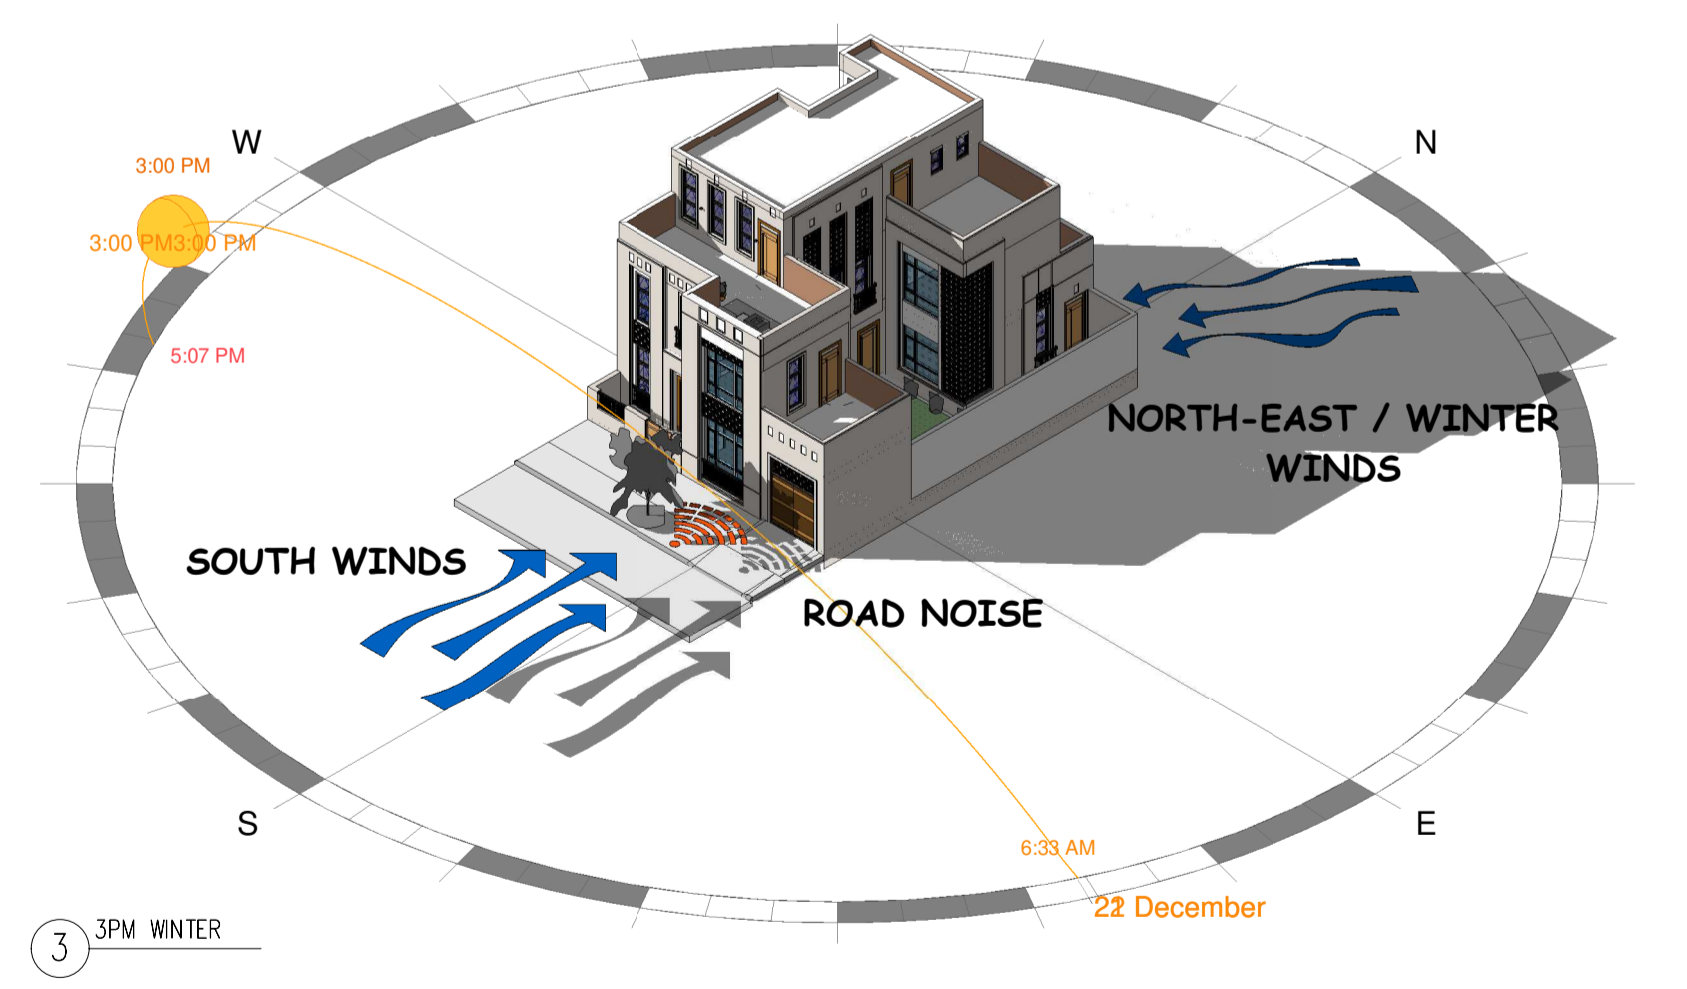 W
N
3:00 PM
3:00 PM3:00 PM
5:07 PM
NORTH-EAST / WINTER
WINDS
SOUTH WINDS
ROAD NOISE
S
E
6:33 AM
December
3
3PM WINTER